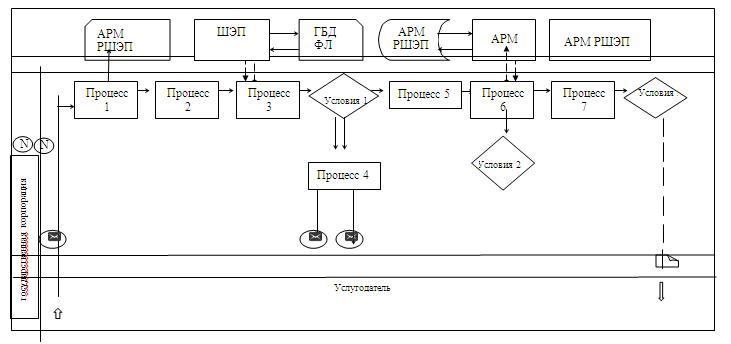 АРМ
РШЭП
ШЭП
ГБД
ФЛ
АРМ
РШЭП
АРМ
АРМ РШЭП
Процесс
1
Процесс
2
Процесс
3
Условия 1
Процесс 5
Процесс
6
Процесс
7
Условия
N
N
Процесс 4
Условия 2
государственная корпорация
Услугодатель